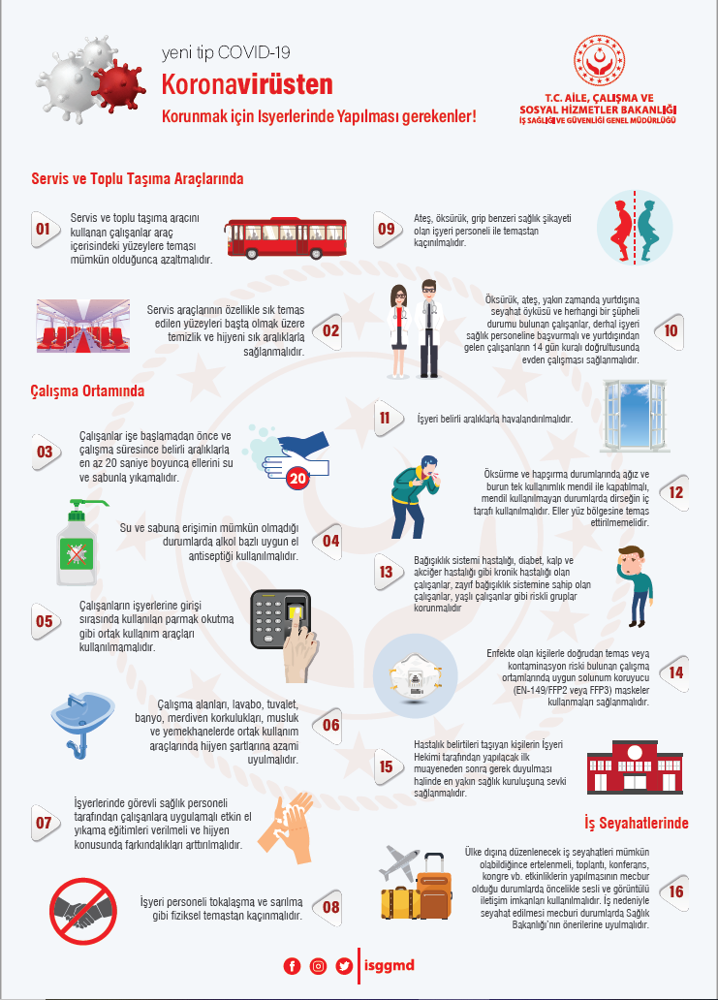 yeni tip COVID-19
Koronavirüsten
Korunmak için Isyerlerinde Yapılması gerekenler!
T.C. AİLE, ÇALIŞMA VE
SOSYAL HİZMETLER BAKANLIĞI
İŞ SAĞLIĞI VE GÜVENLİĞİ GENEL MÜDÜRLÜĞÜ
Servis ve Toplu Taşıma Araçlarında
01
Servis ve toplu taşıma aracını
kullanan çalışanlar araç
içerisindeki yüzeylere teması
mümkün olduğunca azaltmalıdır.
02
Servis araçlarının özellikle sık temas
edilen yüzeyleri başta olmak üzere
temizlik ve hijyeni sık aralıklarla
sağlanmalıdır.
Çalışma Ortamında
03
Çalışanlar işe başlamadan önce ve
çalışma süresince belirli aralıklarla
en az 20 saniye boyunca ellerini su
ve sabunla yıkamalıdır.
20
04
Su ve sabuna erişimin mümkün olmadığı
durumlarda alkol bazlı uygun el
antiseptiği kullanılmalıdır.
05
Çalışanların işyerlerine girişi
sırasında kullanılan parmak okutma
gibi ortak kullanım araçları
kullanılmamalıdır.
06
Çalışma alanları, lavabo, tuvalet,
banyo, merdiven korkulukları, musluk
ve yemekhanelerde ortak kullanım
araçlarında hijyen şartlarına azami
uyulmalıdır.
07
İşyerlerinde görevli sağlık personeli
tarafından çalışanlara uygulamalı etkin el
yıkama eğitimleri verilmeli ve hijyen
konusunda farkındalıkları arttırılmalıdır.
08
İşyeri personeli tokalaşma ve sarılma
gibi fiziksel temastan kaçınmalıdır.
09
Ateş, öksürük, grip benzeri sağlık şikayeti
olan işyeri personeli ile temastan
kaçınılmalıdır.
10
Öksürük, ateş, yakın zamanda yurtdışına
seyahat öyküsü ve herhangi bir şüpheli
durumu bulunan çalışanlar, derhal işyeri
sağlık personeline başvurmalı ve yurtdışından
gelen çalışanların 14 gün kuralı doğrultusunda
evden çalışması sağlanmalıdır.
11
İşyeri belirli aralıklarla havalandırılmalıdır.
12
Öksürme ve hapşırma durumlarında ağız ve
burun tek kullanımlık mendil ile kapatılmalı,
mendil kullanılmayan durumlarda dirseğin iç
tarafı kullanılmalıdır. Eller yüz bölgesine temas
ettirilmemelidir.
13
Bağışıklık sistemi hastalığı, diabet, kalp ve
akciğer hastalığı gibi kronik hastalığı olan
çalışanlar, zayıf bağışıklık sistemine sahip olan
çalışanlar, yaşlı çalışanlar gibi riskli gruplar
korunmalıdır
14
Enfekte olan kişilerle doğrudan temas veya
kontaminasyon riski bulunan çalışma
ortamlarında uygun solunum koruyucu
(EN-149/FFP2 veya FFP3) maskeler
kullanmaları sağlanmalıdır.
15
Hastalık belirtileri taşıyan kişilerin İşyeri
Hekimi tarafından yapılacak ilk
muayeneden sonra gerek duyulması
halinde en yakın sağlık kuruluşuna sevki
sağlanmalıdır.
İş Seyahatlerinde
16
Ülke dışına düzenlenecek iş seyahatleri mümkün
olabildiğince ertelenmeli, toplantı, konferans,
kongre vb. etkinliklerin yapılmasının mecbur
olduğu durumlarda öncelikle sesli ve görüntülü
iletişim imkanları kullanılmalıdır. İş nedeniyle
seyahat edilmesi mecburi durumlarda Sağlık
Bakanlığı'nın önerilerine uyulmalıdır.
isggmd